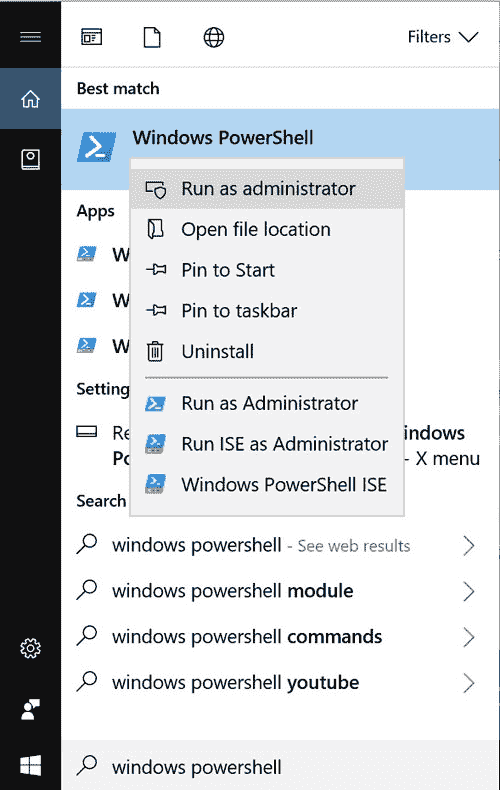 Filters
Best match
Windows PowerShell
Run as administrator
Open file location
Pin to Start
Pin to taskbar
Uninstall
Run as Administrator
Run ISE as Administrator
Windows PowerShell ISE
Apps
W
W
W
Setting
Re
indows
Po
- X menu
Search
windows powershell - See web results
windows powershell module
windows powershell commands
windows powershell youtube
windows powershell